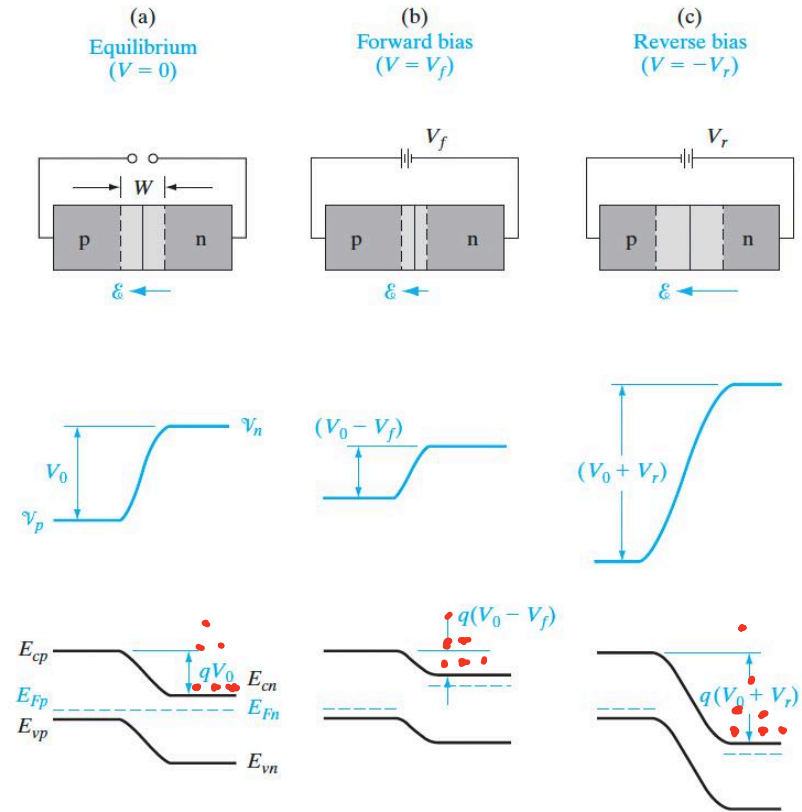 (a)
Equilibrium
(V = 0)
(b)
Forward bias
(V = V_f)
(c)
Reverse bias
(V = −V_r)
W
p
n
ℰ
V_f
p
n
ℰ
V_r
p
n
ℰ
𝒱_n
V_0
𝒱_p
(V_0 − V_f)
(V_0 + V_r)
E_cp
qV_0
E_cn
E_Fp
E_Fn
E_vp
E_vn
q(V_0 − V_f)
q(V_0 + V_r)